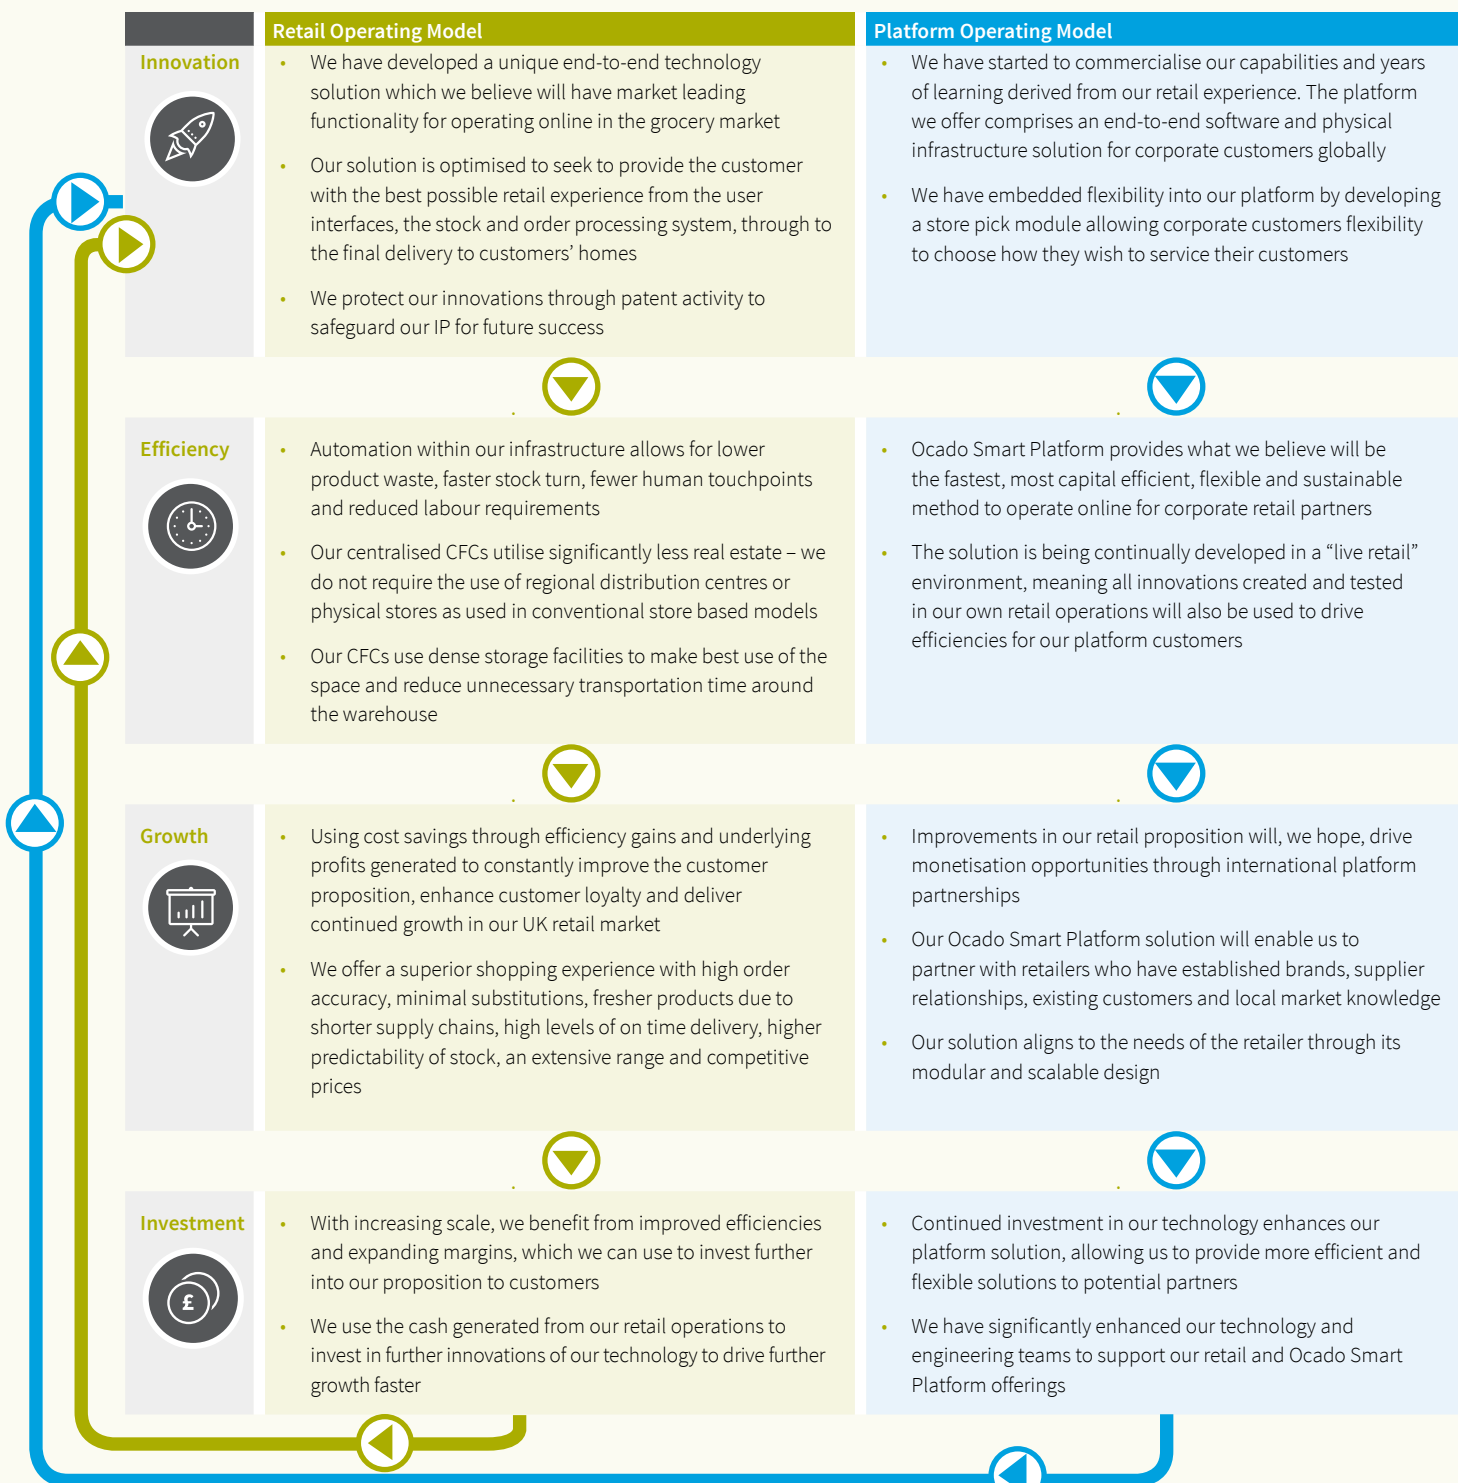 Retail Operating Model
Platform Operating Model
Innovation
• We have developed a unique end-to-end technology
solution which we believe will have market leading
functionality for operating online in the grocery market
• Our solution is optimised to seek to provide the customer
with the best possible retail experience from the user
interfaces, the stock and order processing system, through to
the final delivery to customers’ homes
• We protect our innovations through patent activity to
safeguard our IP for future success
• We have started to commercialise our capabilities and years
of learning derived from our retail experience. The platform
we offer comprises an end-to-end software and physical
infrastructure solution for corporate customers globally
• We have embedded flexibility into our platform by developing
a store pick module allowing corporate customers flexibility
to choose how they wish to service their customers
Efficiency
• Automation within our infrastructure allows for lower
product waste, faster stock turn, fewer human touchpoints
and reduced labour requirements
• Our centralised CFCs utilise significantly less real estate – we
do not require the use of regional distribution centres or
physical stores as used in conventional store based models
• Our CFCs use dense storage facilities to make best use of the
space and reduce unnecessary transportation time around
the warehouse
• Ocado Smart Platform provides what we believe will be
the fastest, most capital efficient, flexible and sustainable
method to operate online for corporate retail partners
• The solution is being continually developed in a “live retail”
environment, meaning all innovations created and tested
in our own retail operations will also be used to drive
efficiencies for our platform customers
Growth
• Using cost savings through efficiency gains and underlying
profits generated to constantly improve the customer
proposition, enhance customer loyalty and deliver
continued growth in our UK retail market
• We offer a superior shopping experience with high order
accuracy, minimal substitutions, fresher products due to
shorter supply chains, high levels of on time delivery, higher
predictability of stock, an extensive range and competitive
prices
• Improvements in our retail proposition will, we hope, drive
monetisation opportunities through international platform
partnerships
• Our Ocado Smart Platform solution will enable us to
partner with retailers who have established brands, supplier
relationships, existing customers and local market knowledge
• Our solution aligns to the needs of the retailer through its
modular and scalable design
Investment
£
• With increasing scale, we benefit from improved efficiencies
and expanding margins, which we can use to invest further
into our proposition to customers
• We use the cash generated from our retail operations to
invest in further innovations of our technology to drive further
growth faster
• Continued investment in our technology enhances our
platform solution, allowing us to provide more efficient and
flexible solutions to potential partners
• We have significantly enhanced our technology and
engineering teams to support our retail and Ocado Smart
Platform offerings